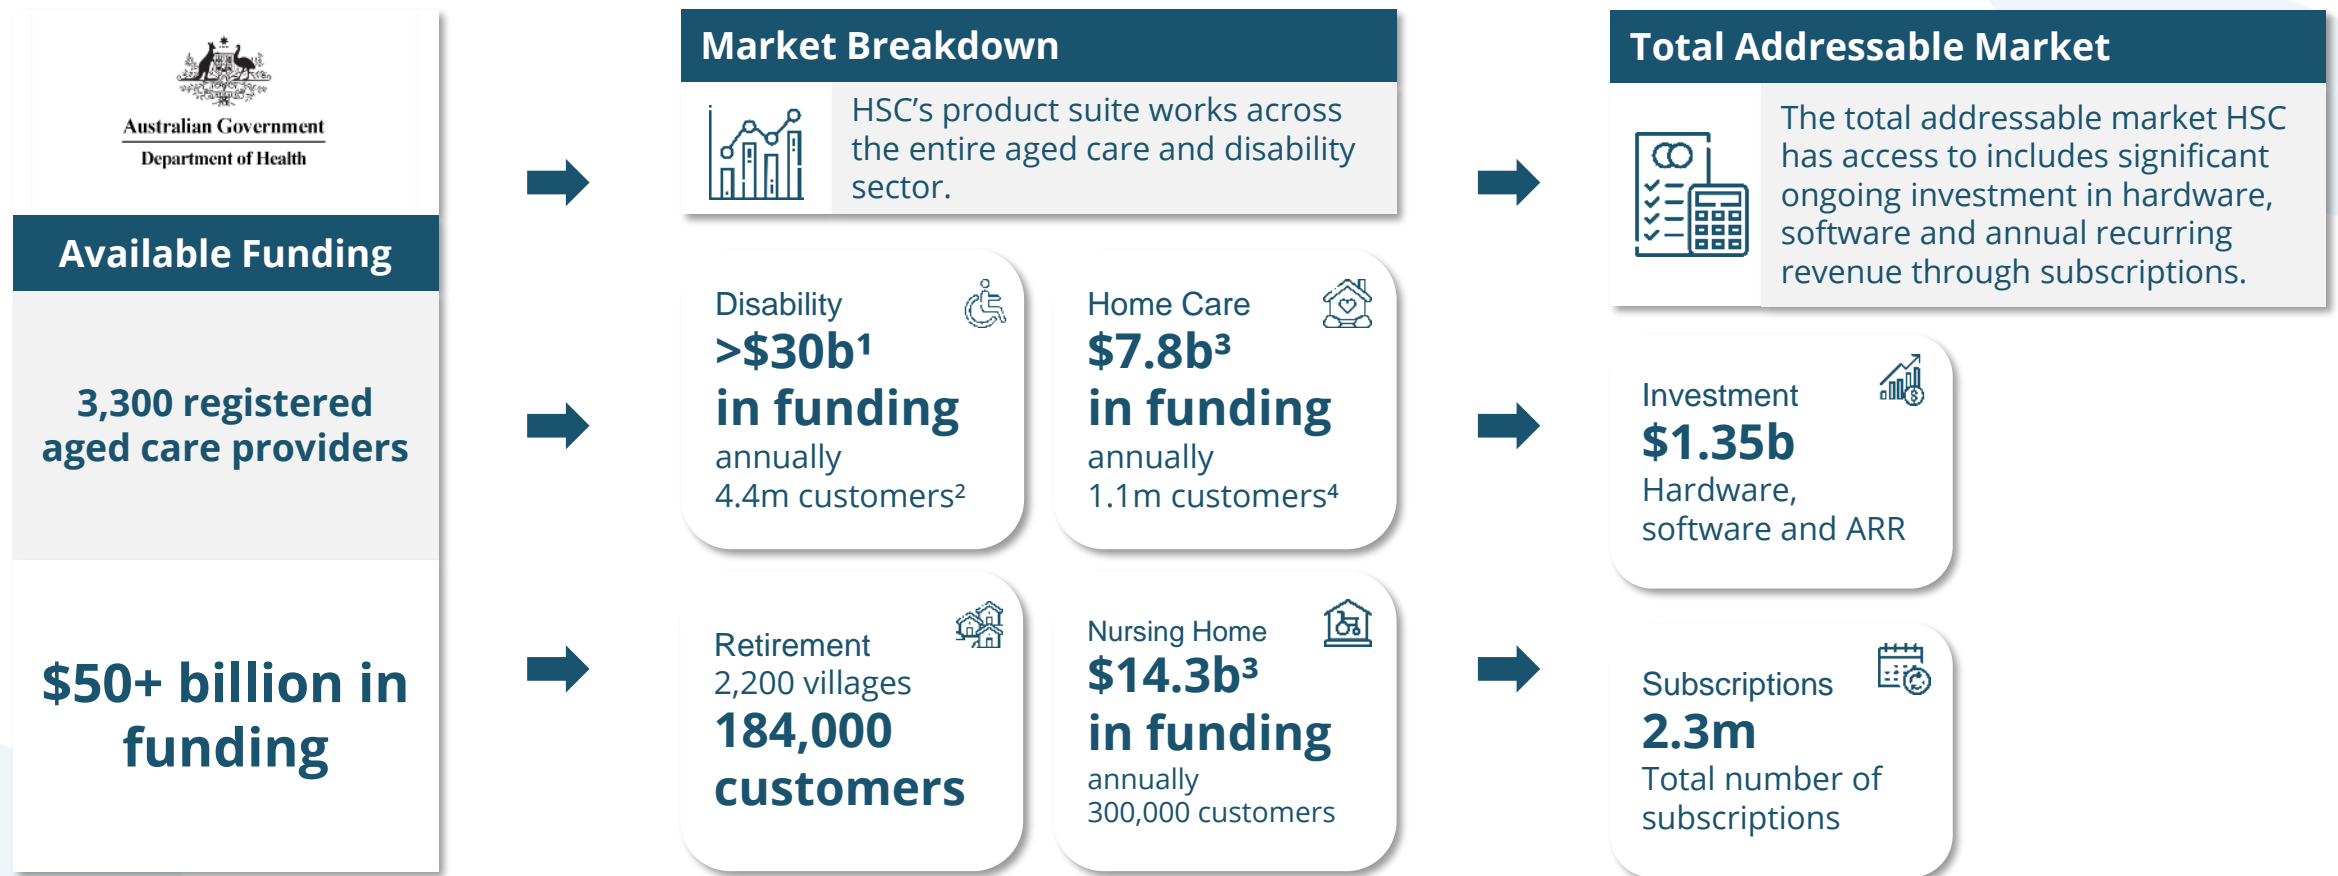 Australian Government
Department of Health
Available Funding
3,300 registered
aged care providers
$50+ billion in
funding
Market Breakdown
HSC’s product suite works across
the entire aged care and disability
sector.
Disability
>$30b¹
in funding
annually
4.4m customers²
Home Care
$7.8b³
in funding
annually
1.1m customers⁴
Retirement
2,200 villages
184,000
customers
Nursing Home
$14.3b³
in funding
annually
300,000 customers
Total Addressable Market
The total addressable market HSC
has access to includes significant
ongoing investment in hardware,
software and annual recurring
revenue through subscriptions.
Investment
$1.35b
Hardware,
software and ARR
Subscriptions
2.3m
Total number of
subscriptions